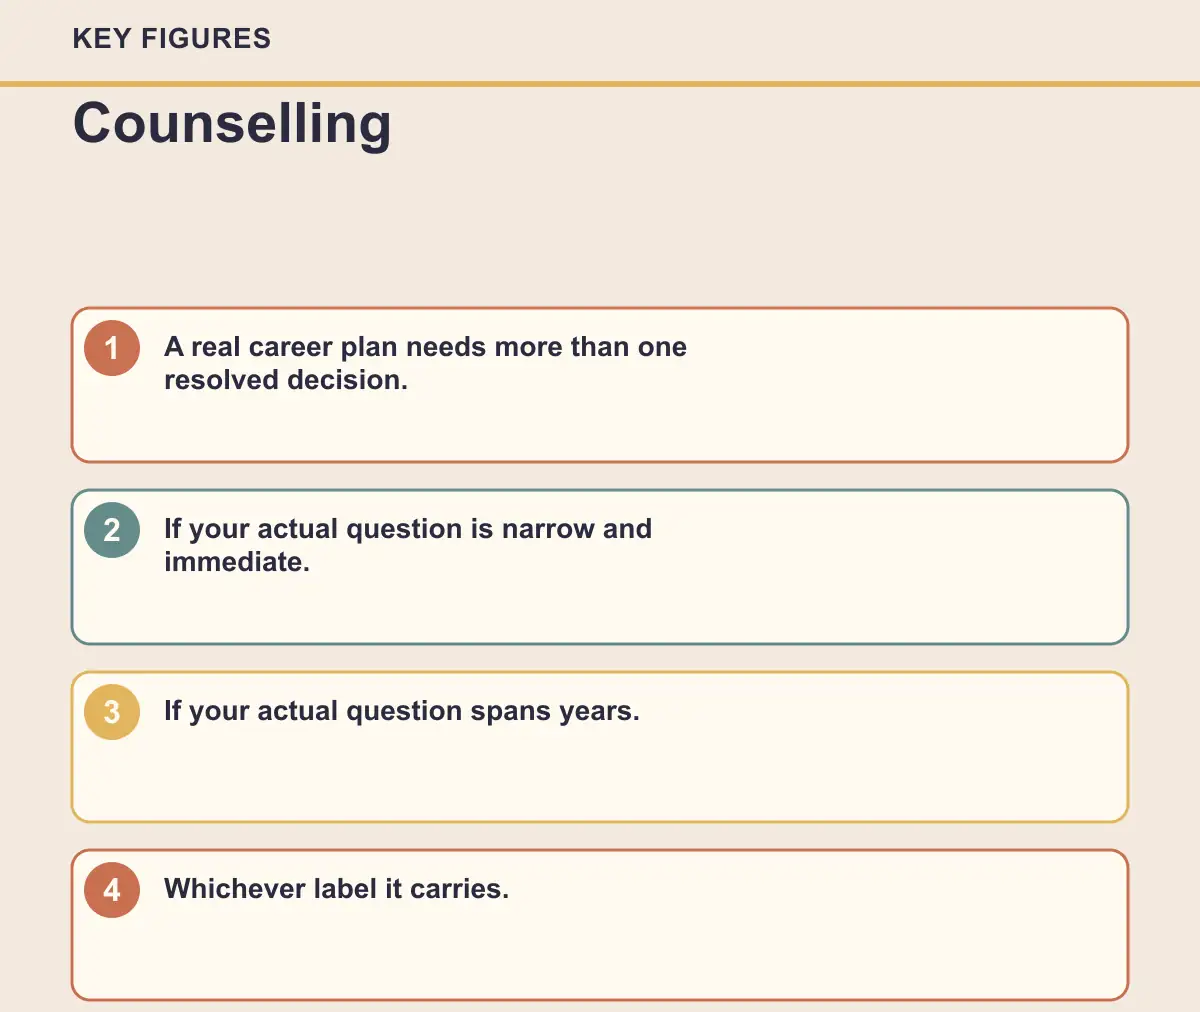 KEY FIGURES
Counselling
1
A real career plan needs more than one
resolved decision.
2
If your actual question is narrow and
immediate.
3
If your actual question spans years.
4
Whichever label it carries.